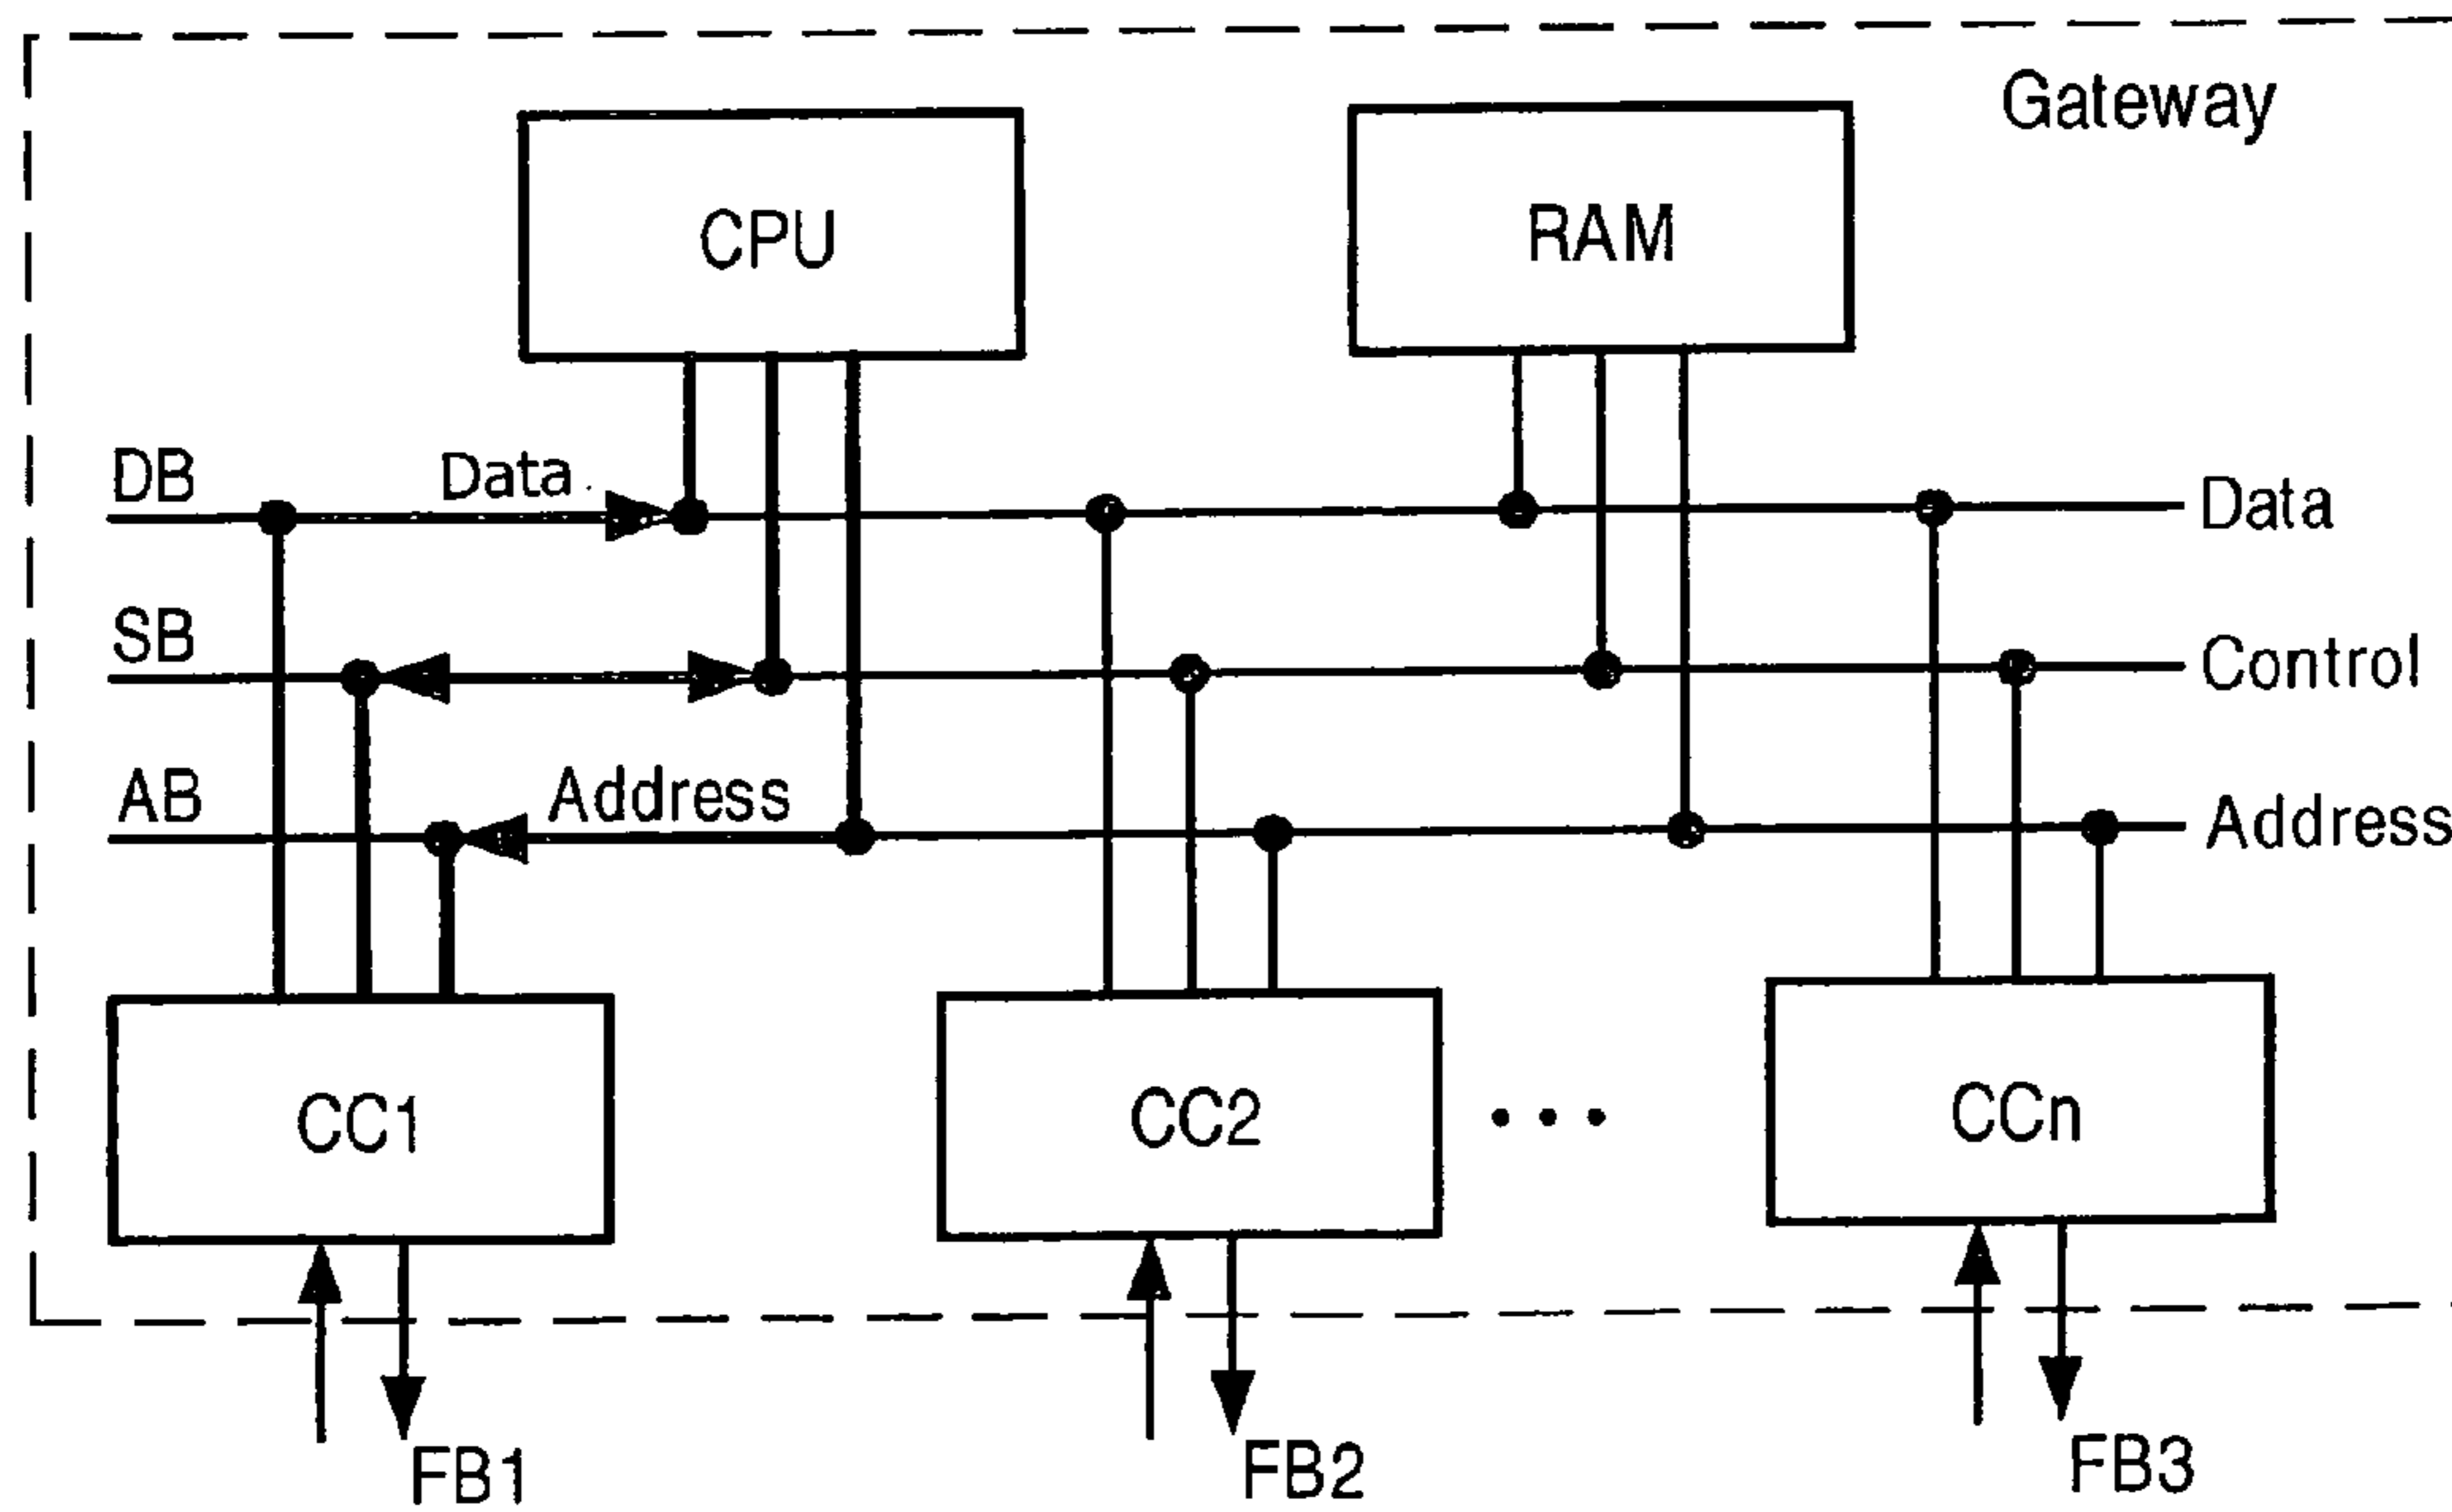 Gateway
CPU
RAM
DB
Data
Data
SB
Control
AB
Address
Address
CC1
CC2
• • •
CCn
FB1
FB2
FB3